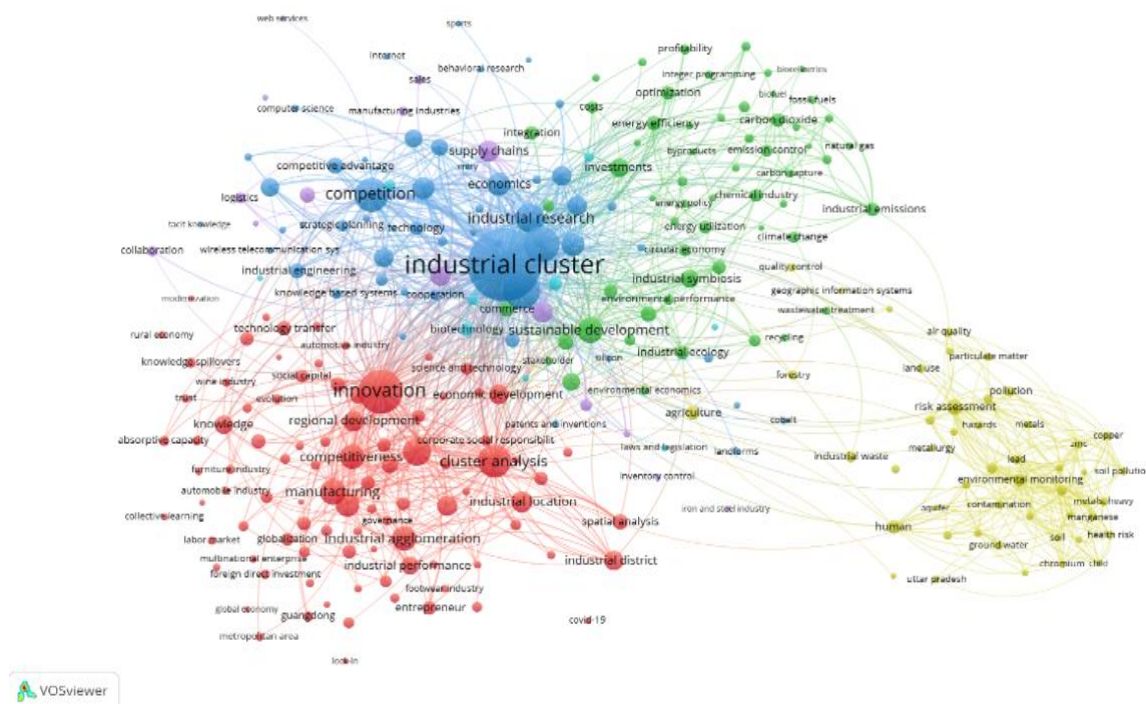 web services
sports
internet
behavioral research
profitability
integer programming
biorefineries
sales
optimization
biofuel
fossil fuels
computer science
manufacturing industries
costs
integration
energy efficiency
carbon dioxide
natural gas
supply chains
byproducts
emission control
competitive advantage
investments
carbon capture
economics
competition
logistics
energy policy
chemical industry
industrial research
industrial emissions
tacit knowledge
strategic planning
technology
energy utilization
climate change
collaboration
wireless telecommunication sys
circular economy
industrial cluster
industrial engineering
quality control
industrial symbiosis
knowledge based systems
cooperation
geographic information systems
environmental performance
commerce
wastewater treatment
rural economy
technology transfer
biotechnology
sustainable development
air quality
recycling
automotive industry
industrial ecology
particulate matter
knowledge spillovers
stakeholder
silicon
science and technology
land use
wine industry
social capital
forestry
innovation
economic development
environmental economics
pollution
trust
evolution
risk assessment
agriculture
knowledge
regional development
patents and inventions
cobalt
hazards
metals
absorptive capacity
corporate social responsibilit
copper
zinc
laws and legislation
landforms
metallurgy
competitiveness
cluster analysis
industrial waste
lead
furniture industry
inventory control
soil pollutio
environmental monitoring
automobile industry
manufacturing
industrial location
metals, heavy
iron and steel industry
aquifer
contamination
collective learning
governance
spatial analysis
manganese
human
labor market
globalization
industrial agglomeration
soil
health risk
ground water
multinational enterprise
industrial performance
industrial district
chromium
child
foreign direct investment
uttar pradesh
footwear industry
global economy
guangdong
entrepreneur
covid-19
metropolitan area
lock-in
VOSviewer